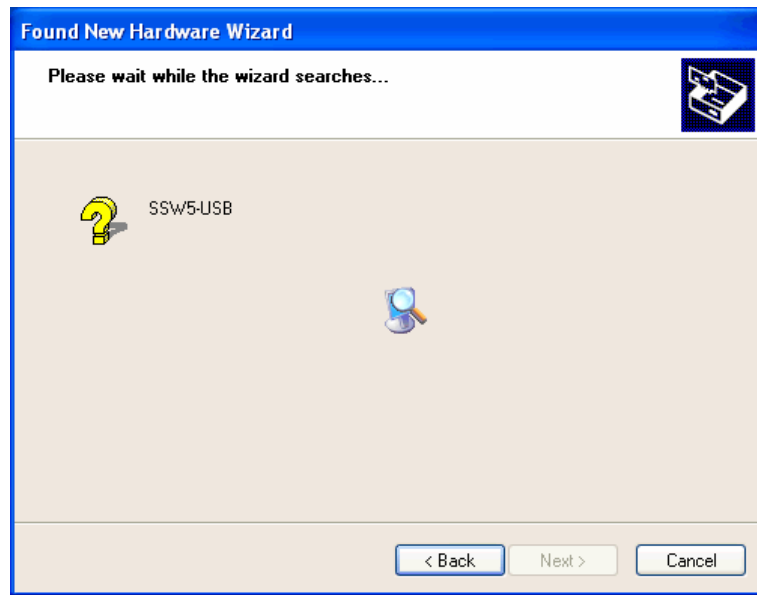 Found New Hardware Wizard
Please wait while the wizard searches...
SSW5-USB
< Back
Next >
Cancel